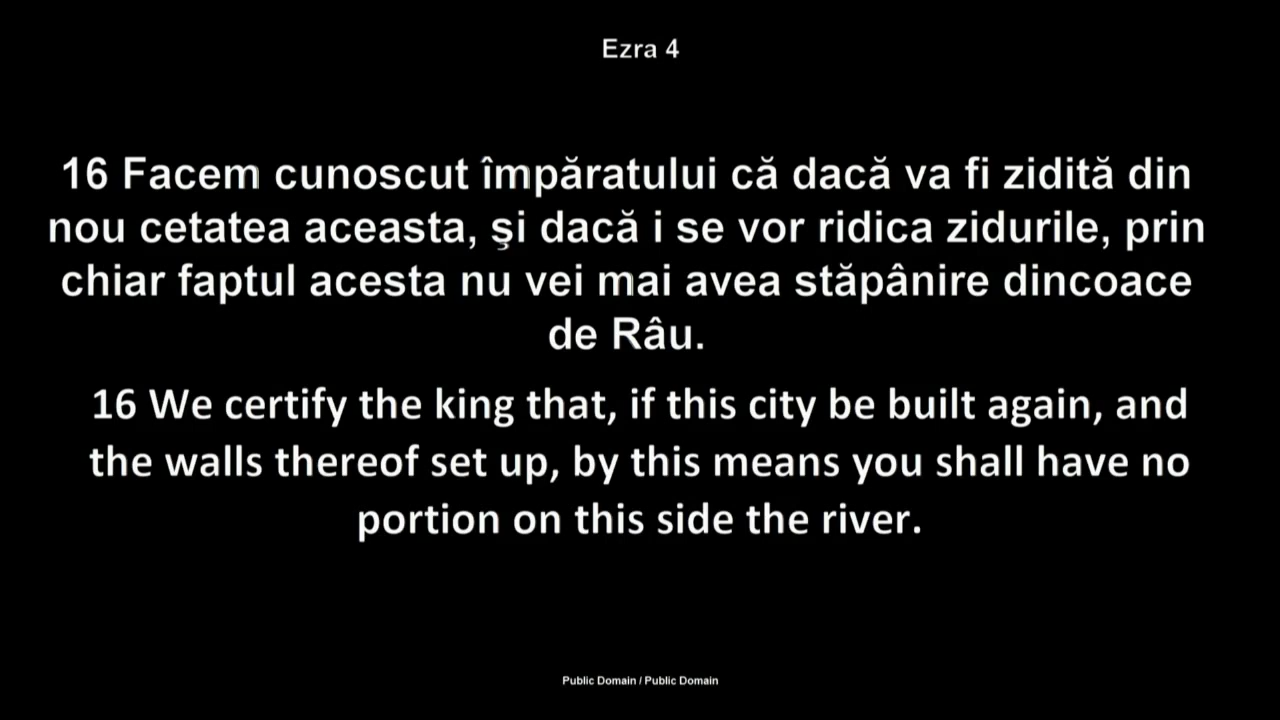 Ezra 4
16 Facem cunoscut împăratului că dacă va fi zidită din
nou cetatea aceasta, şi dacă i se vor ridica zidurile, prin
chiar faptul acesta nu vei mai avea stăpânire dincoace
de Râu.
16 We certify the king that, if this city be built again, and
the walls thereof set up, by this means you shall have no
portion on this side the river.
Public Domain / Public Domain